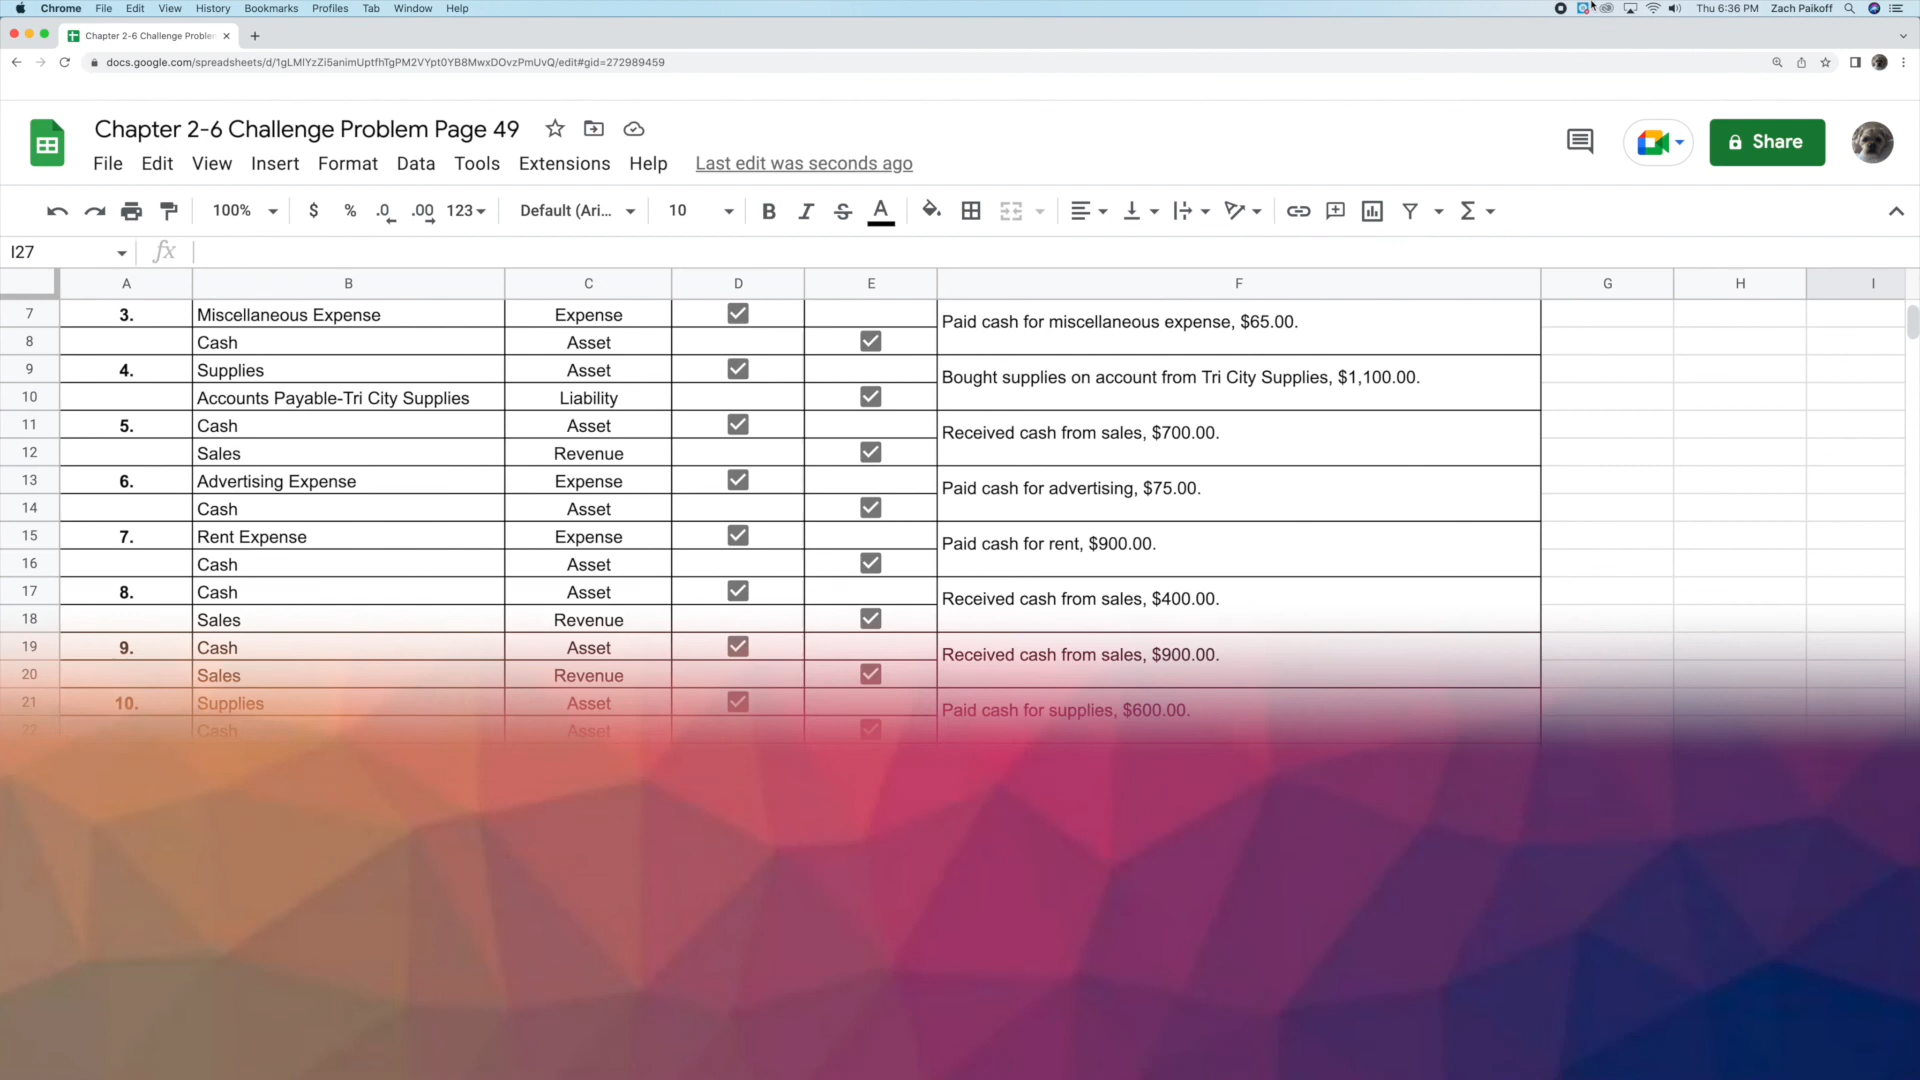 Chrome File Edit View History Bookmarks Profiles Tab Window Help Thu 6:36 PM Zach Paikoff
Chapter 2-6 Challenge Problem
docs.google.com/spreadsheets/d/1gLMlYzZi5animUptfhTgPM2VYpt0YB8MwxDOvzPmUvQ/edit#gid=272989459
Chapter 2-6 Challenge Problem Page 49
Share
File Edit View Insert Format Data Tools Extensions Help Last edit was seconds ago
100% $ % .0 .00 123 Default (Ari... 10 B I S A Σ
I27 fx
A B C D E F G H I
7 3. Miscellaneous Expense Expense Paid cash for miscellaneous expense, $65.00.
8 Cash Asset
9 4. Supplies Asset Bought supplies on account from Tri City Supplies, $1,100.00.
10 Accounts Payable-Tri City Supplies Liability
11 5. Cash Asset Received cash from sales, $700.00.
12 Sales Revenue
13 6. Advertising Expense Expense Paid cash for advertising, $75.00.
14 Cash Asset
15 7. Rent Expense Expense Paid cash for rent, $900.00.
16 Cash Asset
17 8. Cash Asset Received cash from sales, $400.00.
18 Sales Revenue
19 9. Cash Asset Received cash from sales, $900.00.
20 Sales Revenue
21 10. Supplies Asset Paid cash for supplies, $600.00.
22 Cash Asset